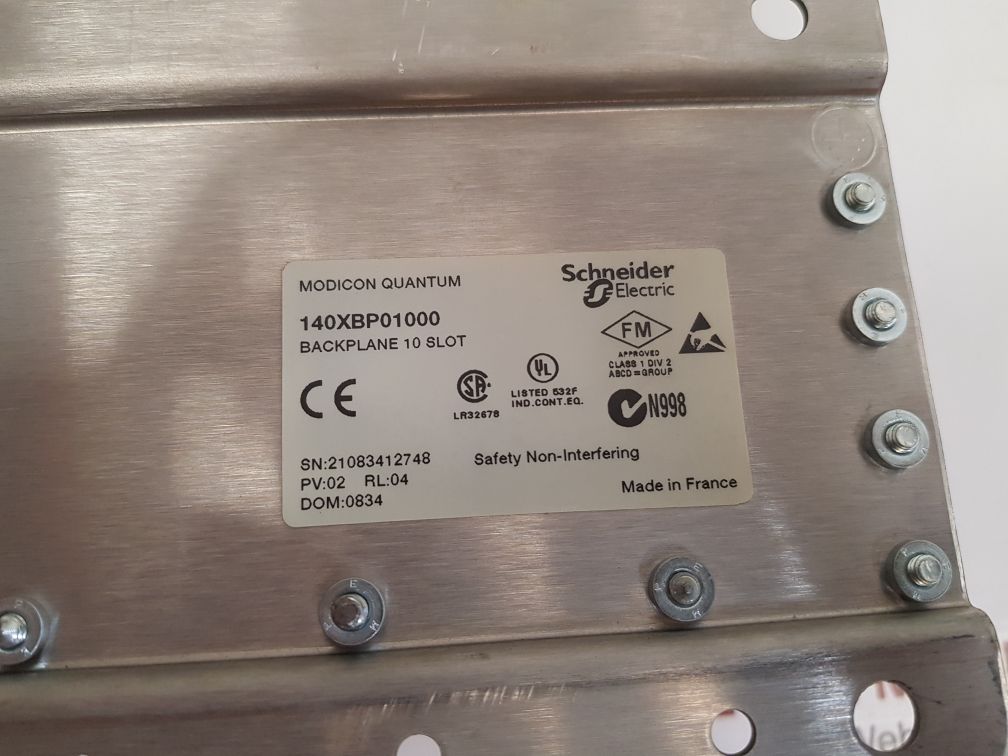 MODICON QUANTUM
Schneider
Electric
140XBP01000
BACKPLANE 10 SLOT
FM
APPROVED
CLASS 1 DIV 2
ABCD=GROUP
CE
SA
LR32678
UL
LISTED 532F
IND.CONT.EQ.
N998
SN:21083412748
Safety Non-Interfering
PV:02 RL:04
DOM:0834
Made in France